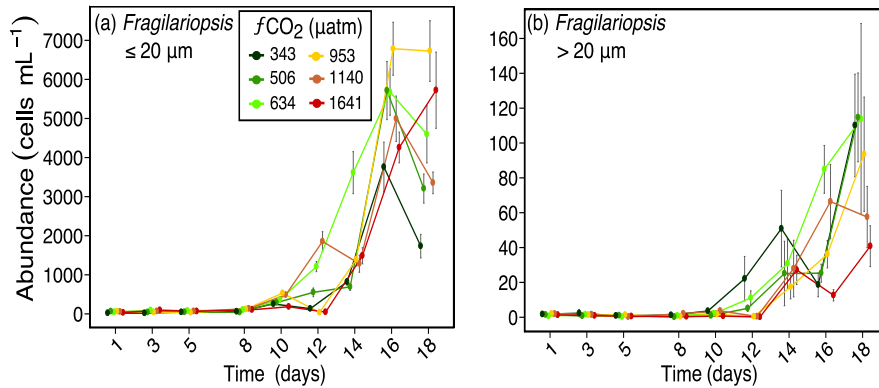 (a) Fragilariopsis
≤ 20 µm
ƒCO2 (µatm)
343 953
506 1140
634 1641
Abundance (cells mL⁻¹)
7000
6000
5000
4000
3000
2000
1000
0
1 3 5 8 10 12 14 16 18
Time (days)
(b) Fragilariopsis
> 20 µm
160
140
120
100
80
60
40
20
0
1 3 5 8 10 12 14 16 18
Time (days)